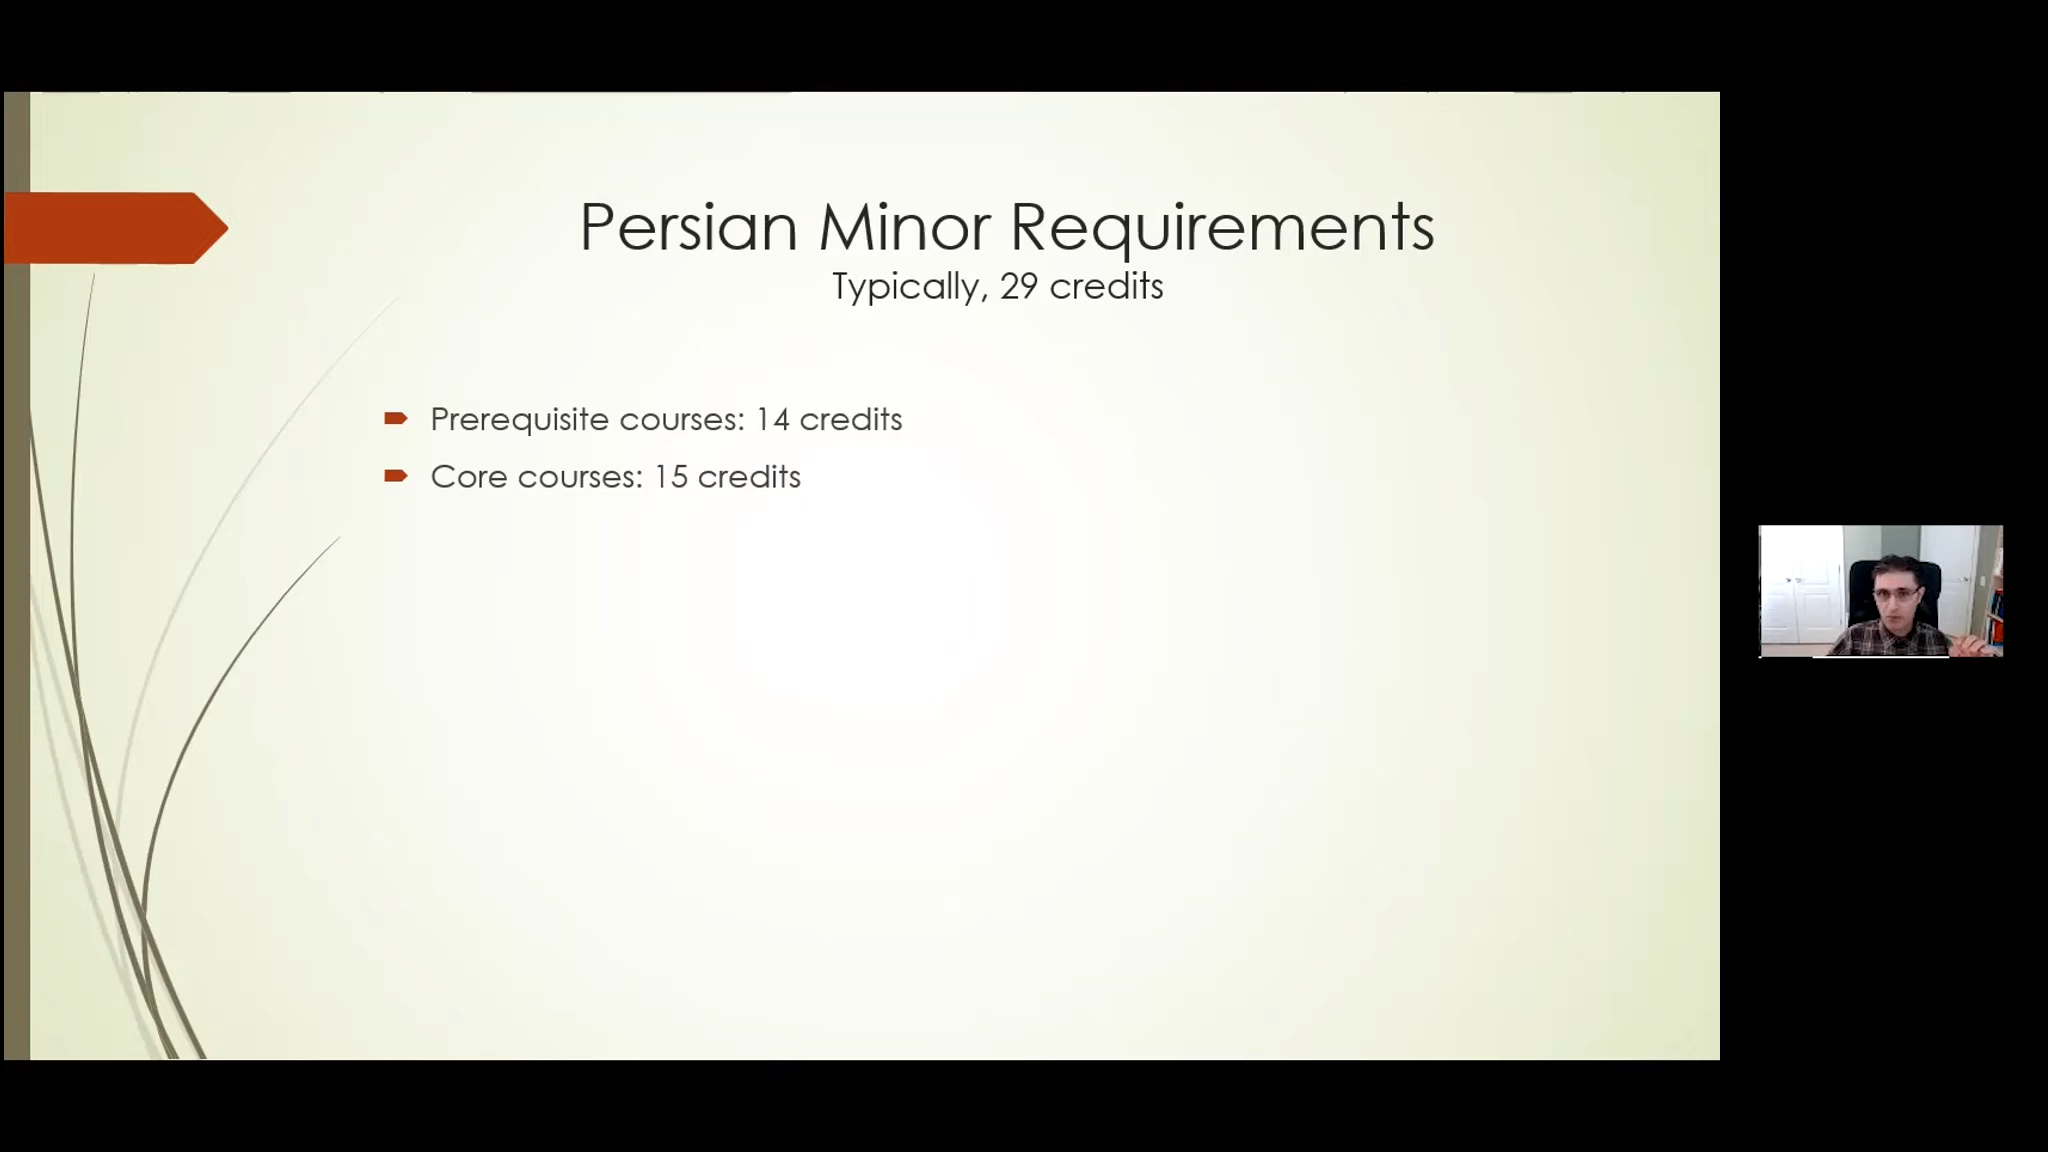 Persian Minor Requirements
Typically, 29 credits
Prerequisite courses: 14 credits
Core courses: 15 credits